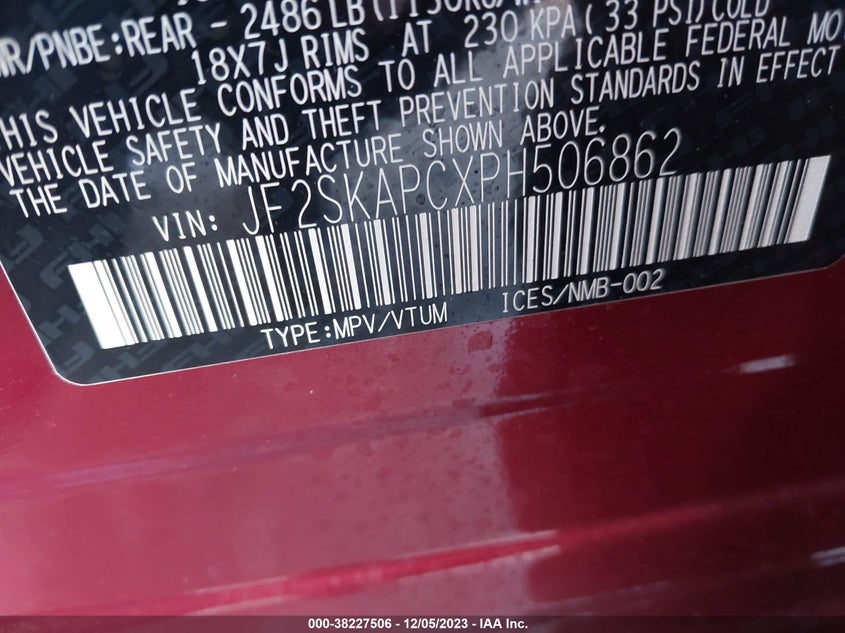 /PNBE:REAR - 2486 LB
18X7J RIMS AT 230 KPA(33 PSI)COLD
THIS VEHICLE CONFORMS TO ALL APPLICABLE FEDERAL MO
VEHICLE SAFETY AND THEFT PREVENTION STANDARDS IN EFFECT
THE DATE OF MANUFACTURE SHOWN ABOVE.
VIN: JF2SKAPCXPH506862
TYPE:MPV/VTUM ICES/NMB-002
000-38227506 - 12/05/2023 - IAA Inc.